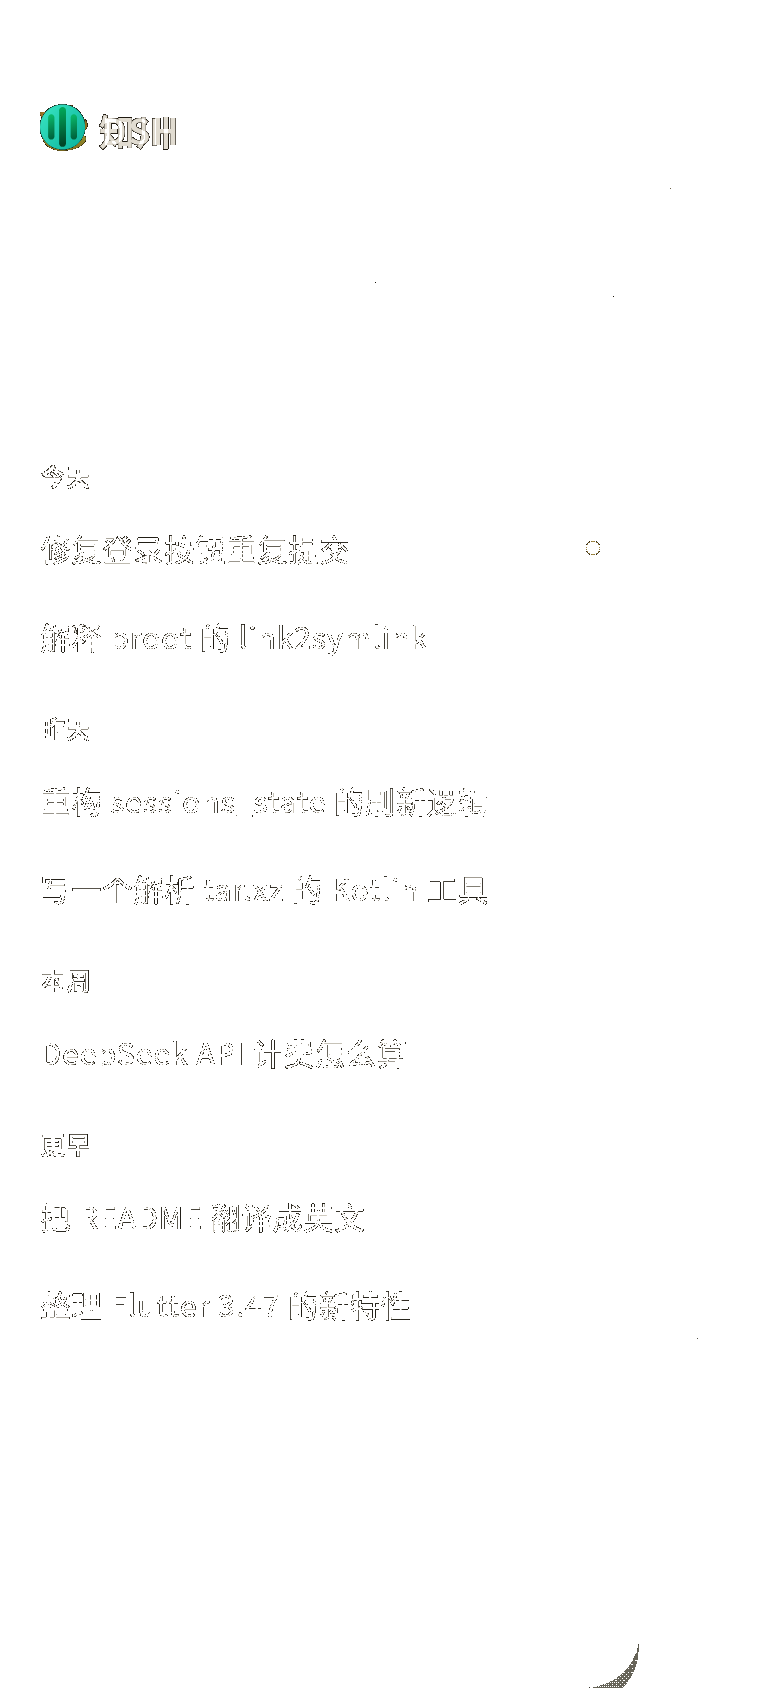 今天
修复登录按钮重复提交
解释 proot 的 link2symlink
昨天
重构 sessions_state 的刷新逻辑
写一个解析 tar.xz 的 Kotlin 工具
本周
DeepSeek API 计费怎么算
更早
把 README 翻译成英文
整理 Flutter 3.47 的新特性